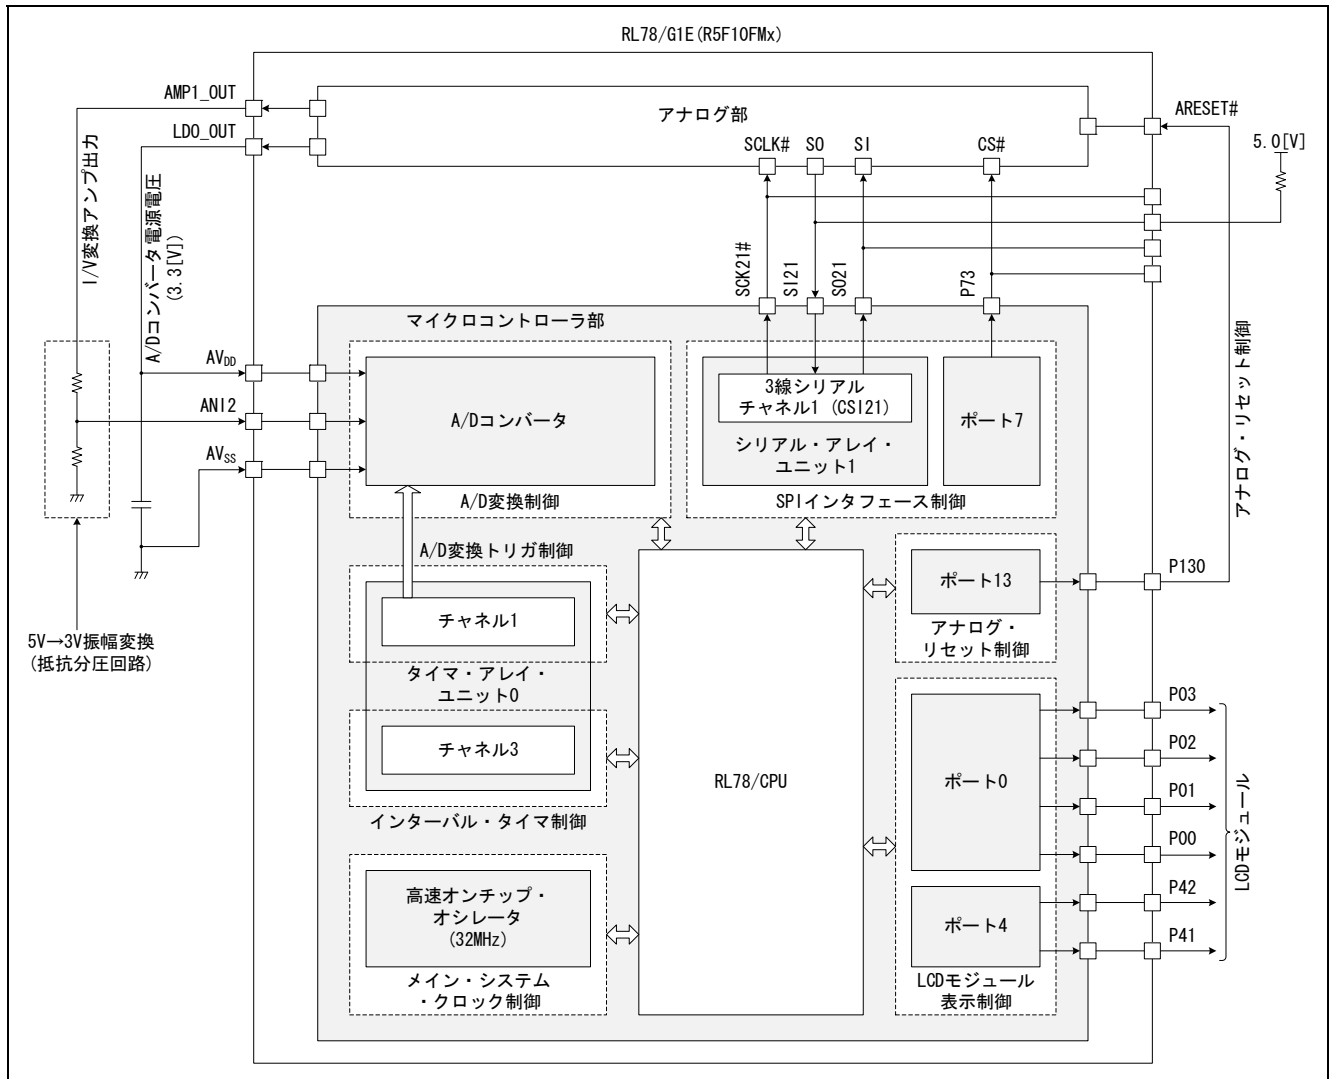 RL78/G1E(R5F10FMx)
AMP1_OUT
LDO_OUT
アナログ部
SCLK#
SO
SI
CS#
ARESET#
5.0[V]
I/V変換アンプ出力
A/Dコンバータ電源電圧
(3.3[V])
SCK21#
SI21
SO21
P73
アナログ・リセット制御
マイクロコントローラ部
AVDD
ANI2
AVSS
A/Dコンバータ
A/D変換制御
3線シリアル
チャネル1 (CSI21)
シリアル・アレイ・
ユニット1
ポート7
SPIインタフェース制御
A/D変換トリガ制御
チャネル1
タイマ・アレイ・
ユニット0
チャネル3
インターバル・タイマ制御
高速オンチップ・
オシレータ
(32MHz)
メイン・システム
・クロック制御
RL78/CPU
ポート13
アナログ・
リセット制御
P130
5V→3V振幅変換
(抵抗分圧回路)
ポート0
ポート4
LCDモジュール
表示制御
P03
P02
P01
P00
P42
P41
LCDモジュール